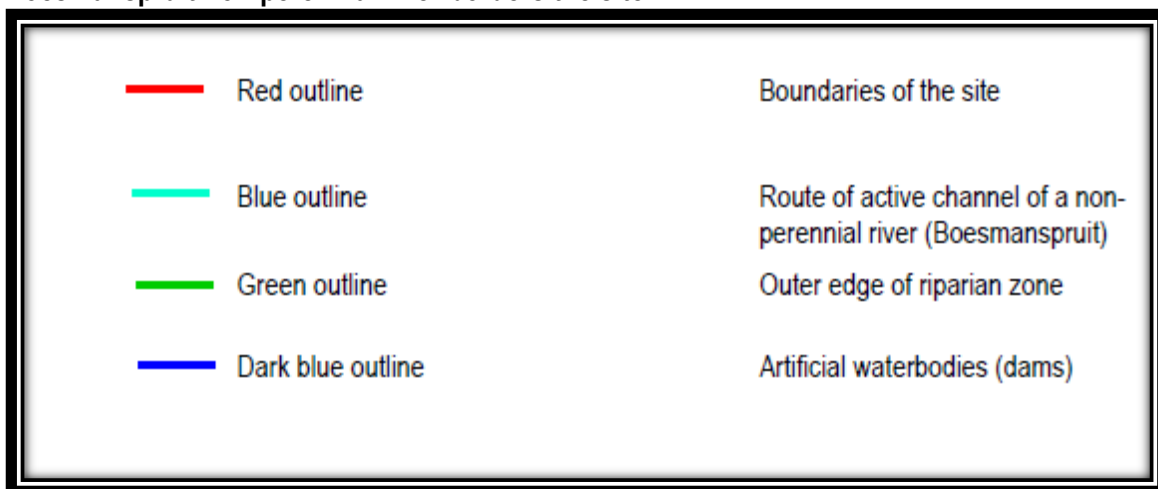 Red outline Boundaries of the site
Blue outline Route of active channel of a non-
perennial river (Boesmanspruit)
Green outline Outer edge of riparian zone
Dark blue outline Artificial waterbodies (dams)